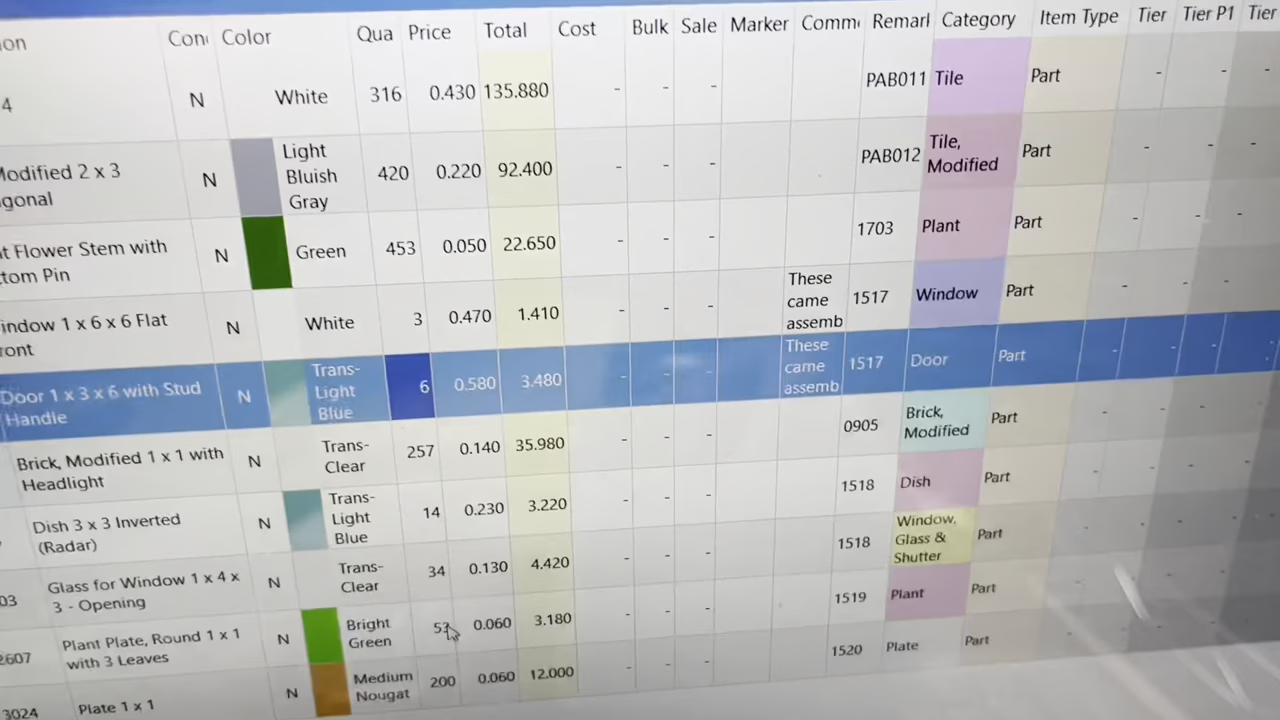 on Con Color Qua Price Total Cost Bulk Sale Marker Comm Remark Category Item Type Tier Tier P1 Tier
4 N White 316 0.430 135.880 - - - PAB011 Tile Part - - -
Modified 2 x 3
gonal N Light
Bluish
Gray 420 0.220 92.400 - - - PAB012 Tile,
Modified Part - - -
t Flower Stem with
tom Pin N Green 453 0.050 22.650 - - - 1703 Plant Part - - -
indow 1 x 6 x 6 Flat
ront N White 3 0.470 1.410 - - - These
came
assemb 1517 Window Part - - -
Door 1 x 3 x 6 with Stud
Handle N Trans-
Light
Blue 6 0.580 3.480 - - - These
came
assemb 1517 Door Part - - -
Brick, Modified 1 x 1 with
Headlight N Trans-
Clear 257 0.140 35.980 - - - 0905 Brick,
Modified Part - - -
Dish 3 x 3 Inverted
(Radar) N Trans-
Light
Blue 14 0.230 3.220 - - - 1518 Dish Part - - -
03 Glass for Window 1 x 4 x
3 - Opening N Trans-
Clear 34 0.130 4.420 - - - 1518 Window,
Glass &
Shutter Part - - -
2607 Plant Plate, Round 1 x 1
with 3 Leaves N Bright
Green 53 0.060 3.180 - - - 1519 Plant Part - - -
3024 Plate 1 x 1 N Medium
Nougat 200 0.060 12.000 - - - 1520 Plate Part - - -